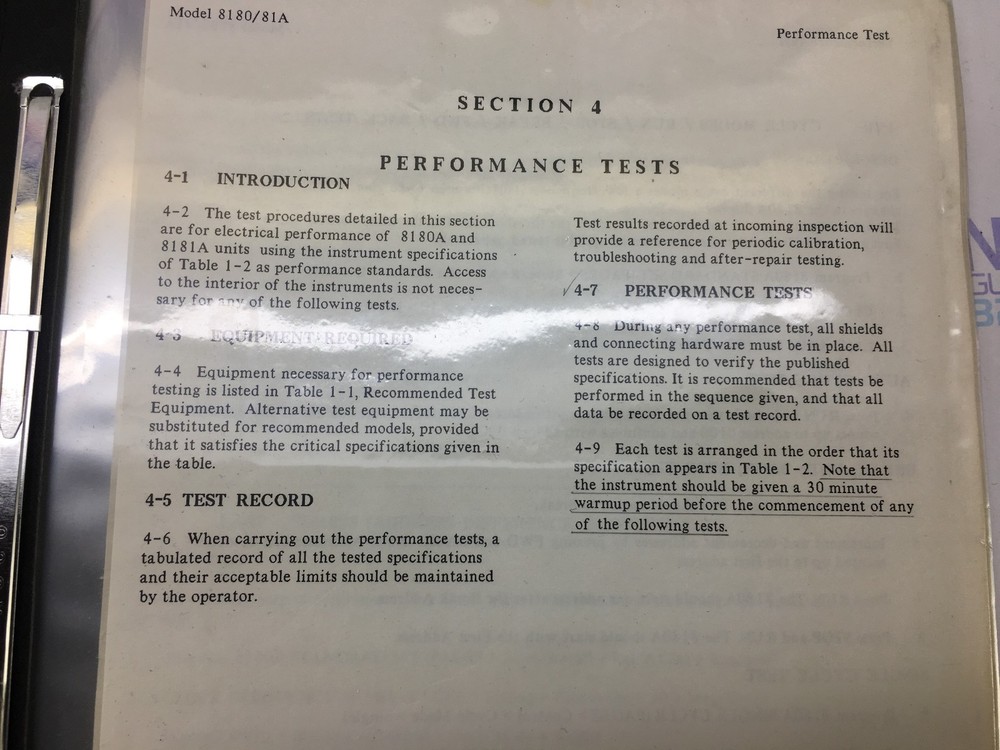 Model 8180/81A
Performance Test
SECTION 4
PERFORMANCE TESTS
4-1 INTRODUCTION
4-2 The test procedures detailed in this section
are for electrical performance of 8180A and
8181A units using the instrument specifications
of Table 1-2 as performance standards. Access
to the interior of the instruments is not neces-
sary for any of the following tests.
4-3 EQUIPMENT REQUIRED
4-4 Equipment necessary for performance
testing is listed in Table 1-1, Recommended Test
Equipment. Alternative test equipment may be
substituted for recommended models, provided
that it satisfies the critical specifications given in
the table.
4-5 TEST RECORD
4-6 When carrying out the performance tests, a
tabulated record of all the tested specifications
and their acceptable limits should be maintained
by the operator.
Test results recorded at incoming inspection will
provide a reference for periodic calibration,
troubleshooting and after-repair testing.
4-7 PERFORMANCE TESTS
4-8 During any performance test, all shields
and connecting hardware must be in place. All
tests are designed to verify the published
specifications. It is recommended that tests be
performed in the sequence given, and that all
data be recorded on a test record.
4-9 Each test is arranged in the order that its
specification appears in Table 1-2. Note that
the instrument should be given a 30 minute
warmup period before the commencement of any
of the following tests.